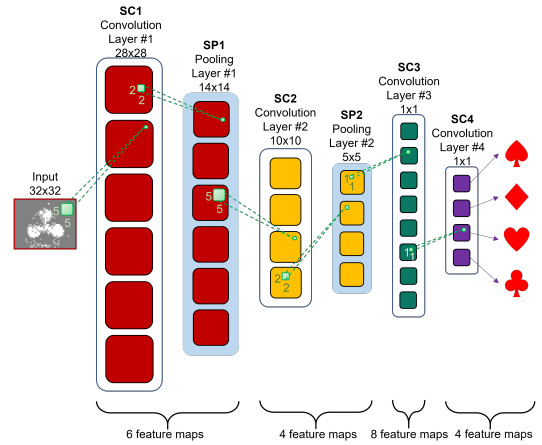 SC1
Convolution
Layer #1
28x28
SP1
Pooling
Layer #1
14x14
SC2
Convolution
Layer #2
10x10
SP2
Pooling
Layer #2
5x5
SC3
Convolution
Layer #3
1x1
SC4
Convolution
Layer #4
1x1
Input
32x32
5
5
2
2
5
5
2
2
1
1
1
1
6 feature maps
4 feature maps
8 feature maps
4 feature maps